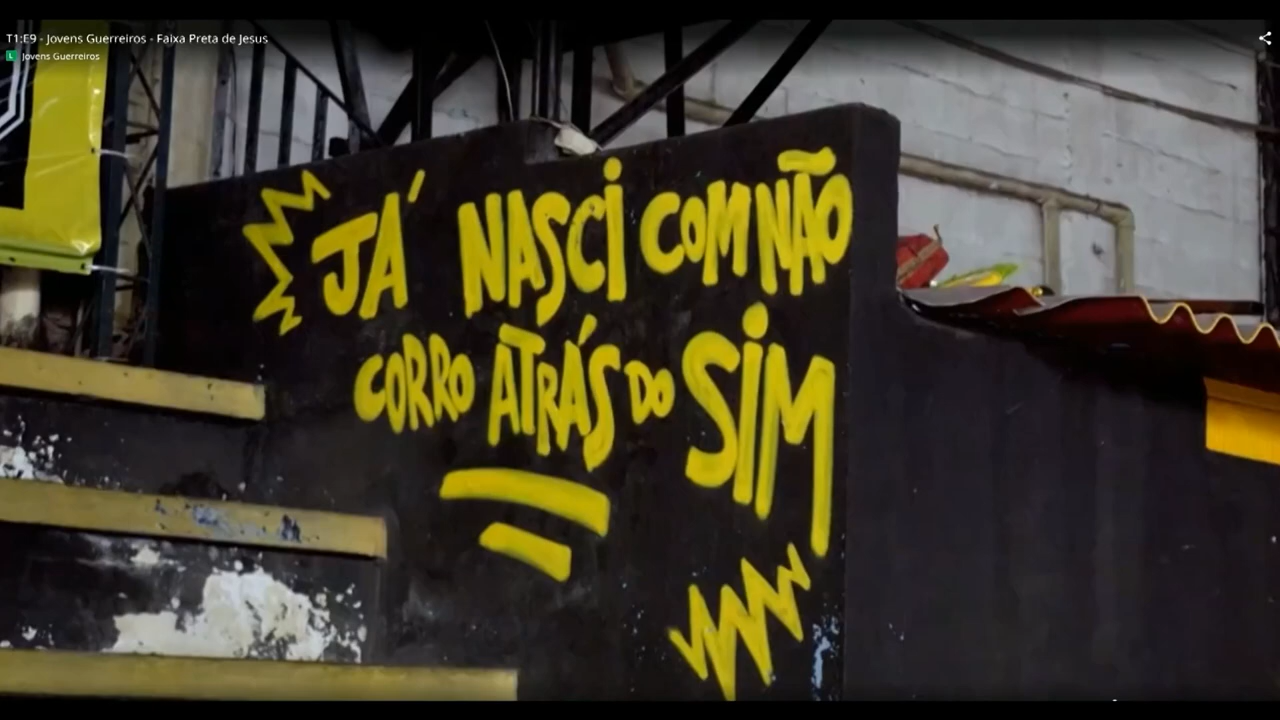 T1:E9 - Jovens Guerreiros - Faixa Preta de Jesus
L Jovens Guerreiros
JÁ NASCI COM NÃO
CORRO ATRÁS DO SIM